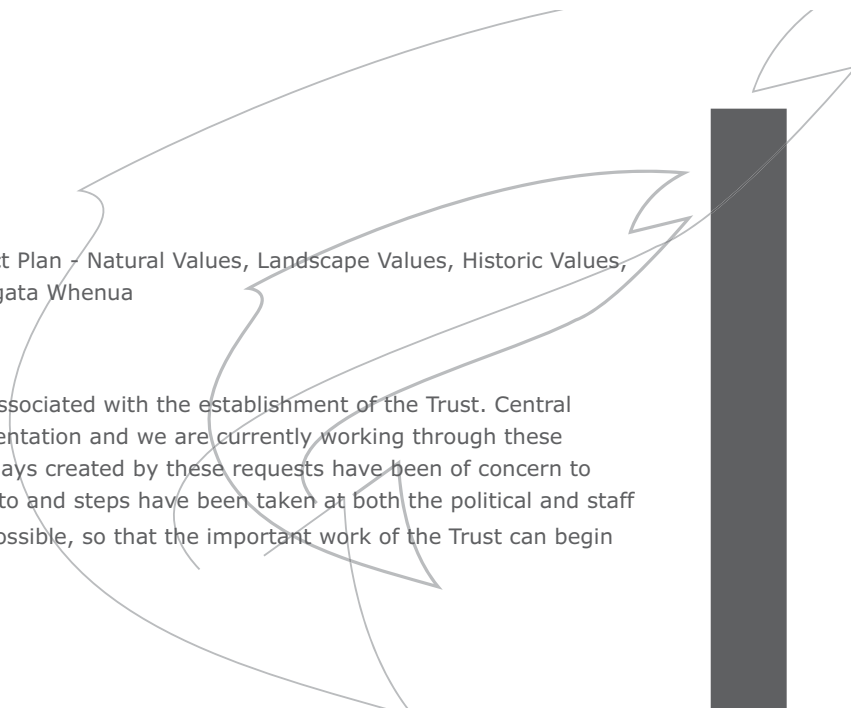 ct Plan - Natural Values, Landscape Values, Historic Values,
gata Whenua
ssociated with the establishment of the Trust. Central
entation and we are currently working through these
ays created by these requests have been of concern to
to and steps have been taken at both the political and staff
ossible, so that the important work of the Trust can begin